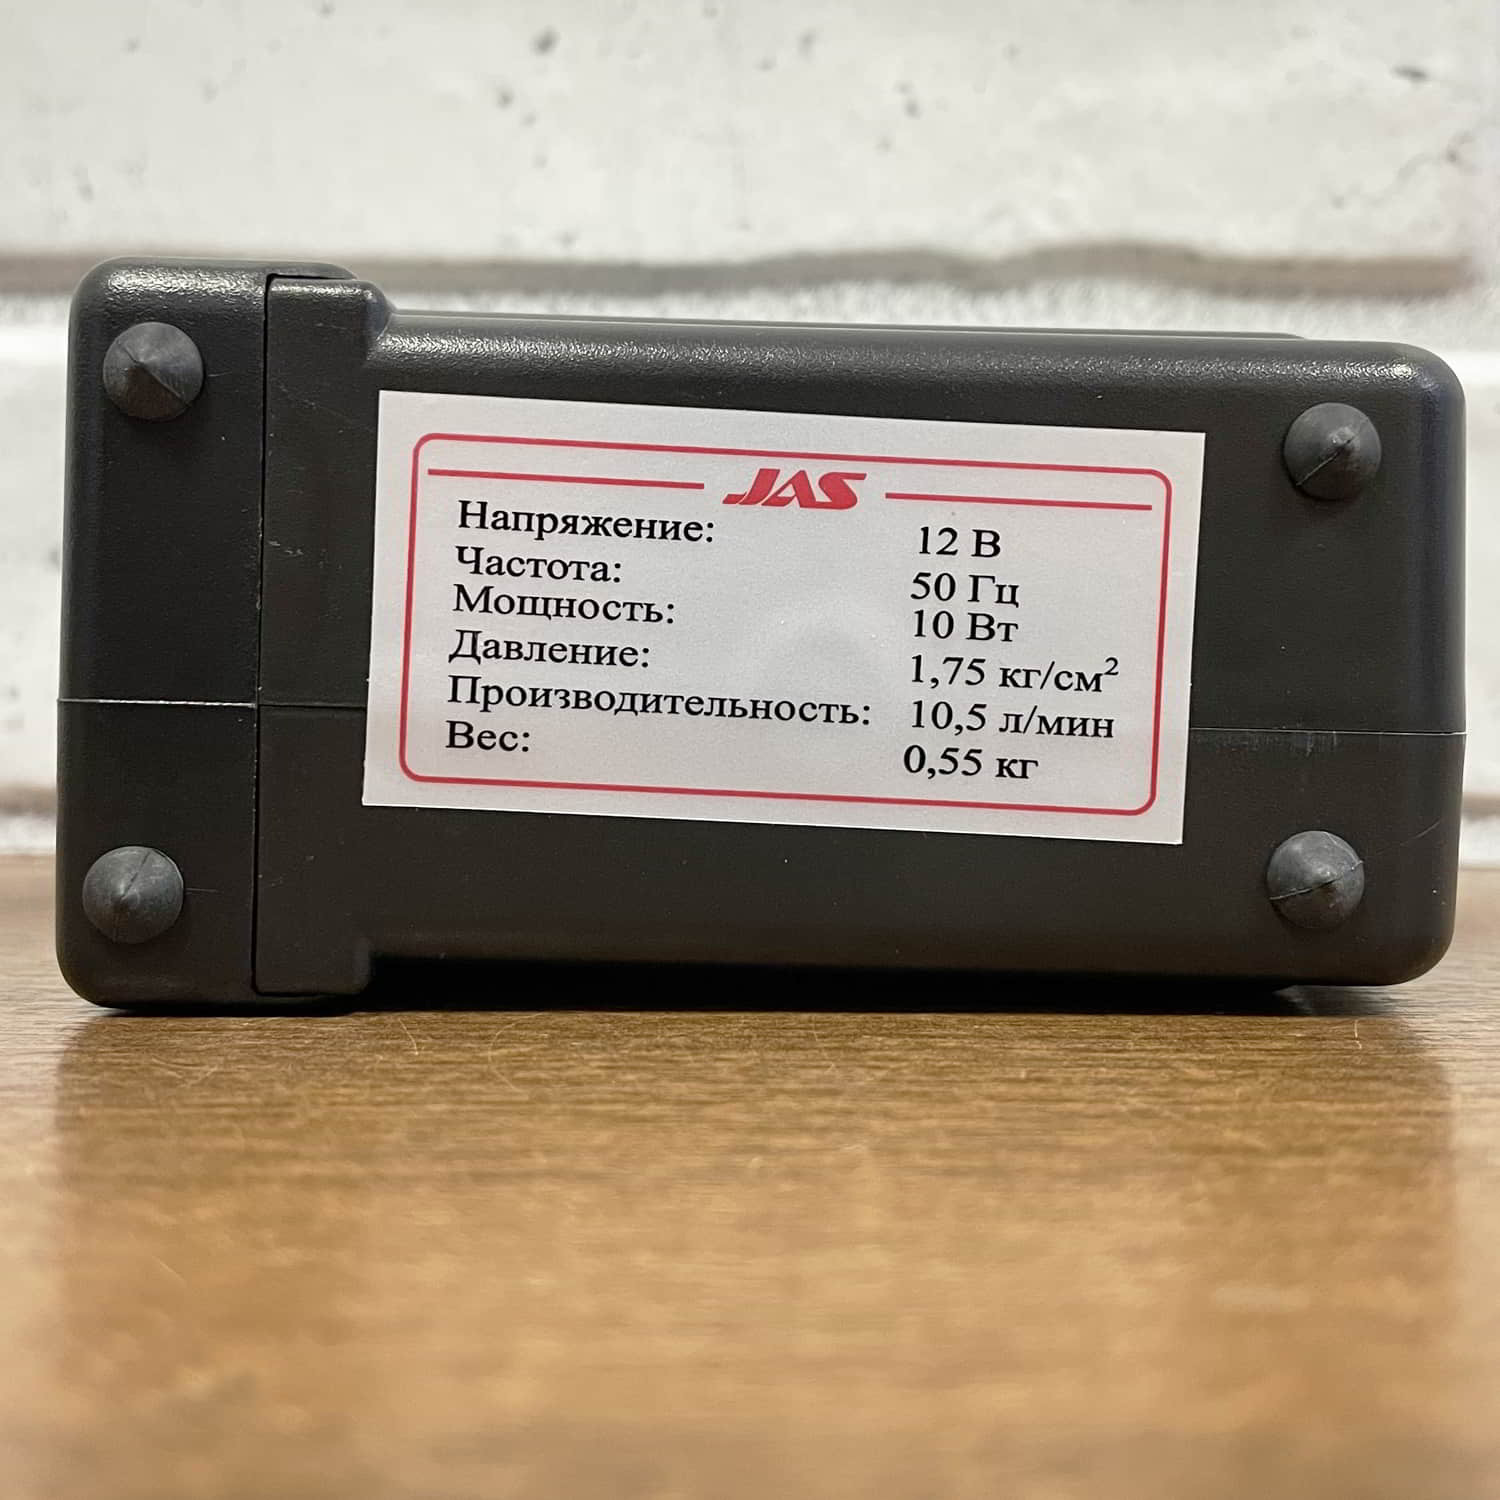 JAS
Напряжение: 12 В
Частота: 50 Гц
Мощность: 10 Вт
Давление: 1,75 кг/см²
Производительность: 10,5 л/мин
Вес: 0,55 кг